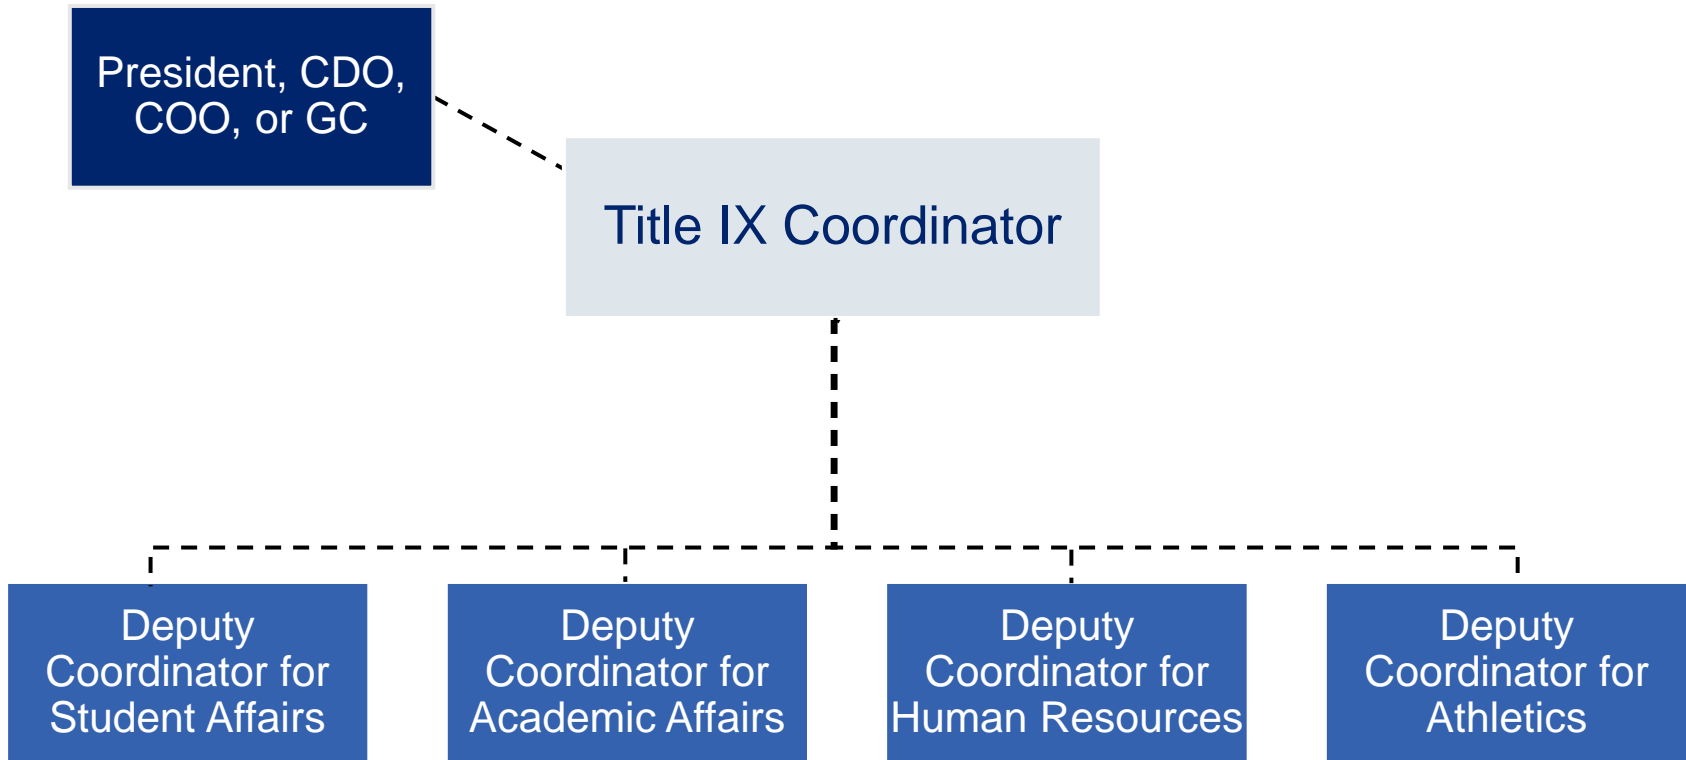 President, CDO,
COO, or GC
Title IX Coordinator
Deputy
Coordinator for
Student Affairs
Deputy
Coordinator for
Academic Affairs
Deputy
Coordinator for
Human Resources
Deputy
Coordinator for
Athletics